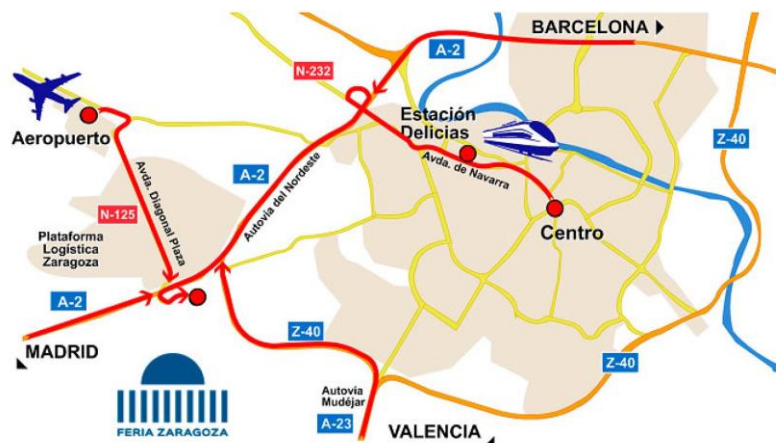 BARCELONA
A-2
N-232
Estación
Delicias
Aeropuerto
Avda. de Navarra
Z-40
A-2
Autovía del Nordeste
Avda. Diagonal Plaza
N-125
Centro
Plataforma
Logística
Zaragoza
A-2
MADRID
Z-40
Z-40
FERIA ZARAGOZA
Autovía
Mudéjar
A-23
VALENCIA